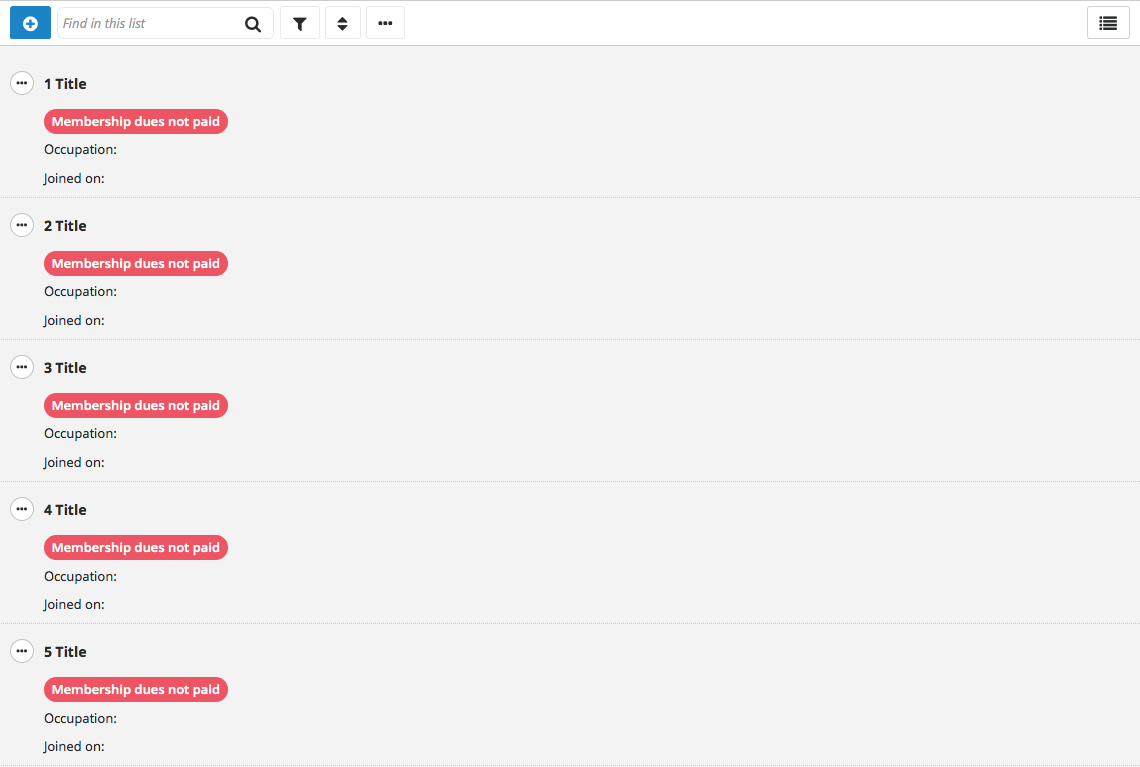 Find in this list
1 Title
Membership dues not paid
Occupation:
Joined on:
2 Title
Membership dues not paid
Occupation:
Joined on:
3 Title
Membership dues not paid
Occupation:
Joined on:
4 Title
Membership dues not paid
Occupation:
Joined on:
5 Title
Membership dues not paid
Occupation:
Joined on: